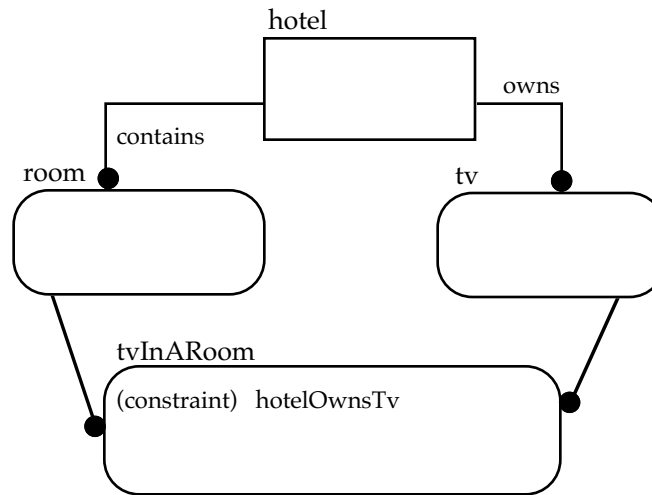 hotel
owns
contains
room
tv
tvInARoom
(constraint) hotelOwnsTv